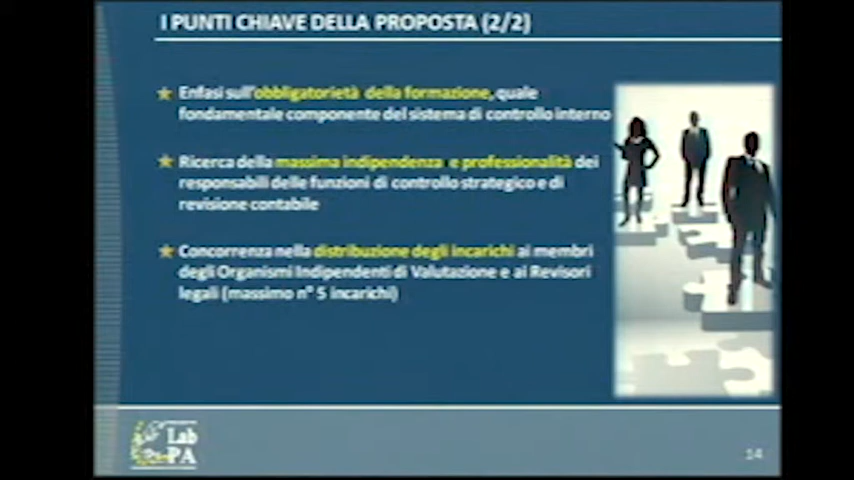 I PUNTI CHIAVE DELLA PROPOSTA (2/2)
Enfasi sull'obbligatorietà della formazione, quale
fondamentale componente del sistema di controllo interno
Ricerca della massima indipendenza e professionalità dei
responsabili delle funzioni di controllo strategico e di
revisione contabile
Concorrenza nella distribuzione degli incarichi ai membri
degli Organismi Indipendenti di Valutazione e ai Revisori
legali (massimo n° 5 incarichi)
Lab
PA
14